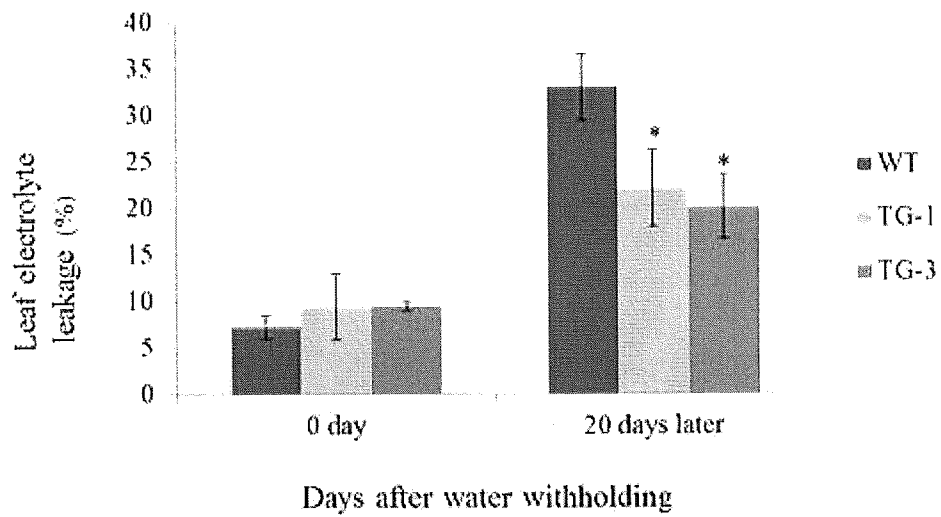 40
35
30
25
20
15
10
5
0
Leaf electrolyte
leakage (%)
*
*
0 day
20 days later
Days after water withholding
WT
TG-1
TG-3